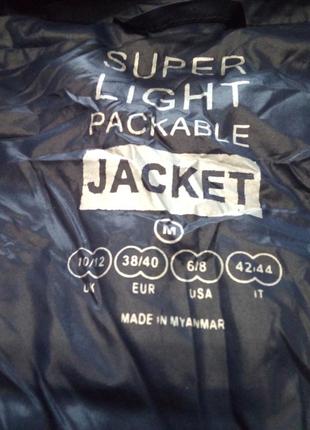 SUPER
LIGHT
PACKABLE
JACKET
M
10/12 38/40 6/8 42/44
UK EUR USA IT
MADE IN MYANMAR